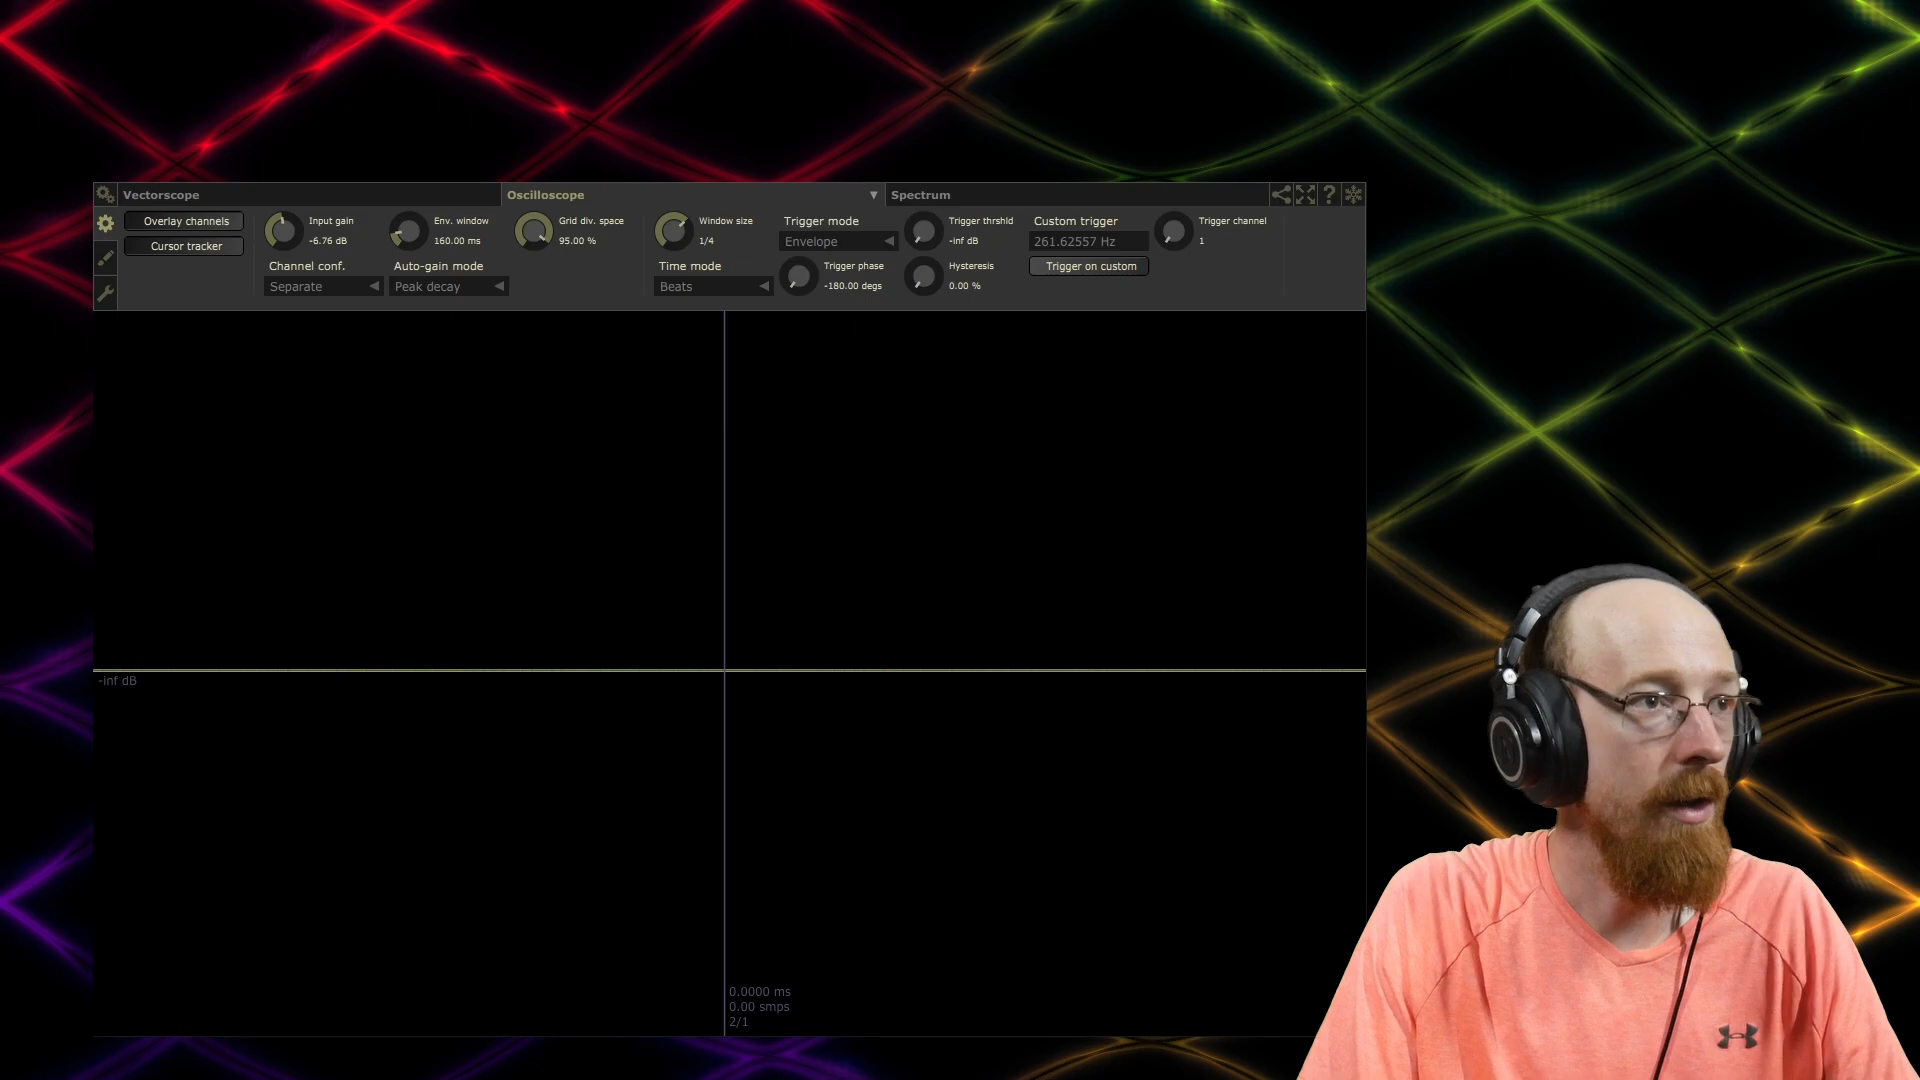 Vectorscope
Oscilloscope
▼
Spectrum
?
Overlay channels
Cursor tracker
Input gain
-6.76 dB
Env. window
160.00 ms
Grid div. space
95.00 %
Channel conf.
Separate
Auto-gain mode
Peak decay
Window size
1/4
Time mode
Beats
Trigger mode
Envelope
Trigger phase
-180.00 degs
Trigger thrshld
-inf dB
Hysteresis
0.00 %
Custom trigger
261.62557 Hz
Trigger on custom
Trigger channel
1
-inf dB
0.0000 ms
0.00 smps
2/1